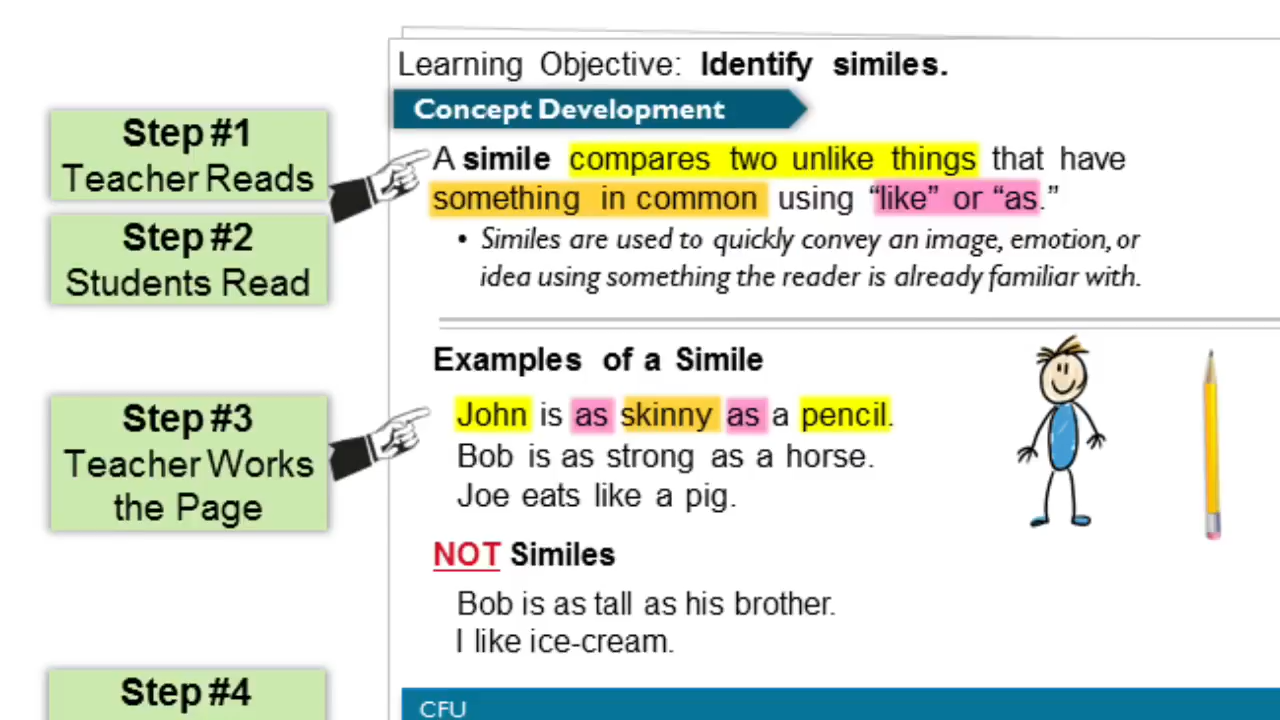 Learning Objective: Identify similes.
Concept Development
Step #1
Teacher Reads
A simile compares two unlike things that have
something in common using “like” or “as.”
Step #2
Students Read
• Similes are used to quickly convey an image, emotion, or
idea using something the reader is already familiar with.
Examples of a Simile
Step #3
Teacher Works
the Page
John is as skinny as a pencil.
Bob is as strong as a horse.
Joe eats like a pig.
NOT Similes
Bob is as tall as his brother.
I like ice-cream.
Step #4
CFU